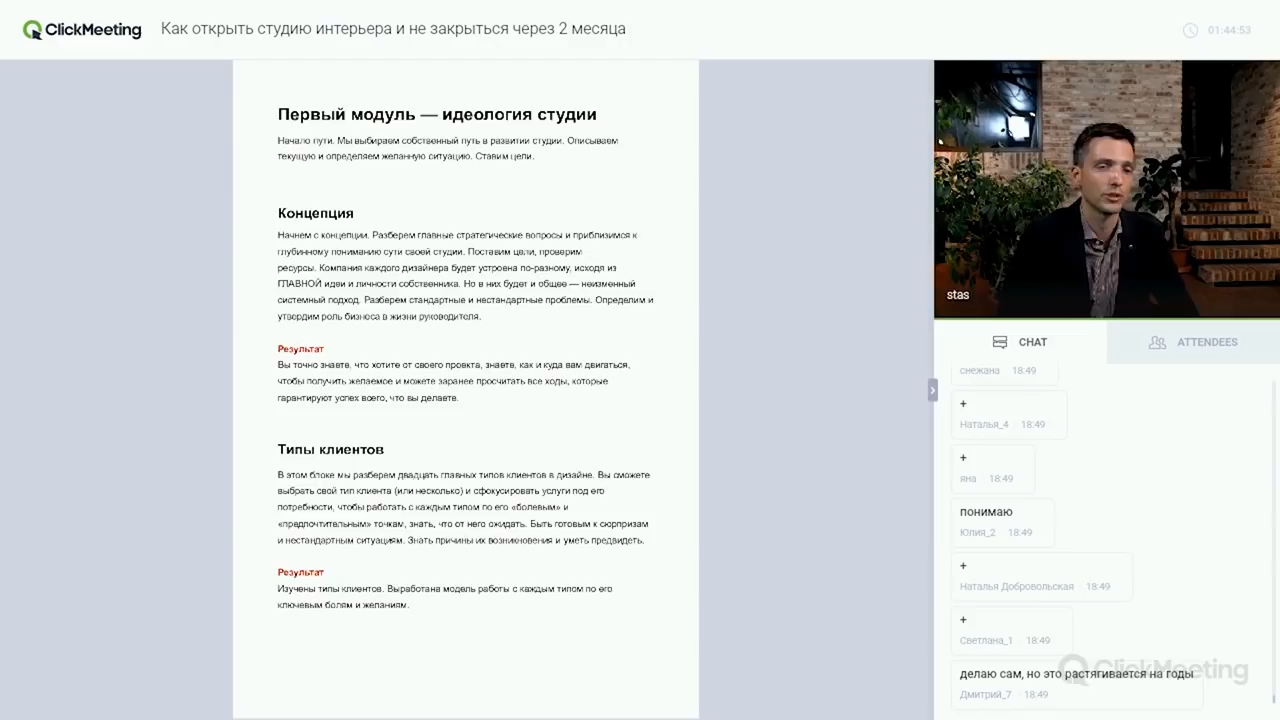 ClickMeeting
Как открыть студию интерьера и не закрыться через 2 месяца
01:44:53
Первый модуль — идеология студии
Начало пути. Мы выбираем собственный путь в развитии студии. Описываем
текущую и определяем желанную ситуацию. Ставим цели.
Концепция
Начнем с концепции. Разберем главные стратегические вопросы и приблизимся к
глубинному пониманию сути своей студии. Поставим цели, проверим
ресурсы. Компания каждого дизайнера будет устроена по-разному, исходя из
ГЛАВНОЙ идеи и личности собственника. Но в них будет и общее — неизменный
системный подход. Разберем стандартные и нестандартные проблемы. Определим и
утвердим роль бизнеса в жизни руководителя.
Результат
Вы точно знаете, что хотите от своего проекта, знаете, как и куда вам двигаться,
чтобы получить желаемое и можете заранее просчитать все ходы, которые
гарантируют успех всего, что вы делаете.
Типы клиентов
В этом блоке мы разберем двадцать главных типов клиентов в дизайне. Вы сможете
выбрать свой тип клиента (или несколько) и сфокусировать услуги под его
потребности, чтобы работать с каждым типом по его «болевым» и
«предпочтительным» точкам, знать, что от него ожидать. Быть готовым к сюрпризам
и нестандартным ситуациям. Знать причины их возникновения и уметь предвидеть.
Результат
Изучены типы клиентов. Выработана модель работы с каждым типом по его
ключевым болям и желаниям.
stas
CHAT
ATTENDEES
снежана 18:49
+
Наталья_4 18:49
+
яна 18:49
понимаю
Юлия_2 18:49
+
Наталья Добровольская 18:49
+
Светлана_1 18:49
делаю сам, но это растягивается на годы
Дмитрий_7 18:49
ClickMeeting